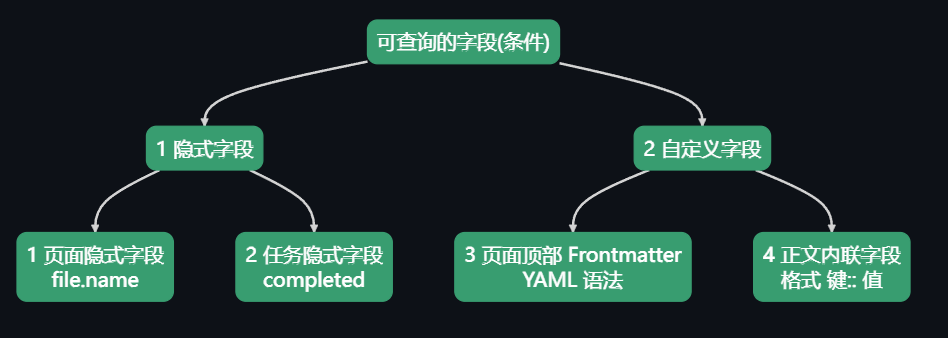 可查询的字段(条件)
1 隐式字段
2 自定义字段
1 页面隐式字段
file.name
2 任务隐式字段
completed
3 页面顶部 Frontmatter
YAML 语法
4 正文内联字段
格式 键:: 值